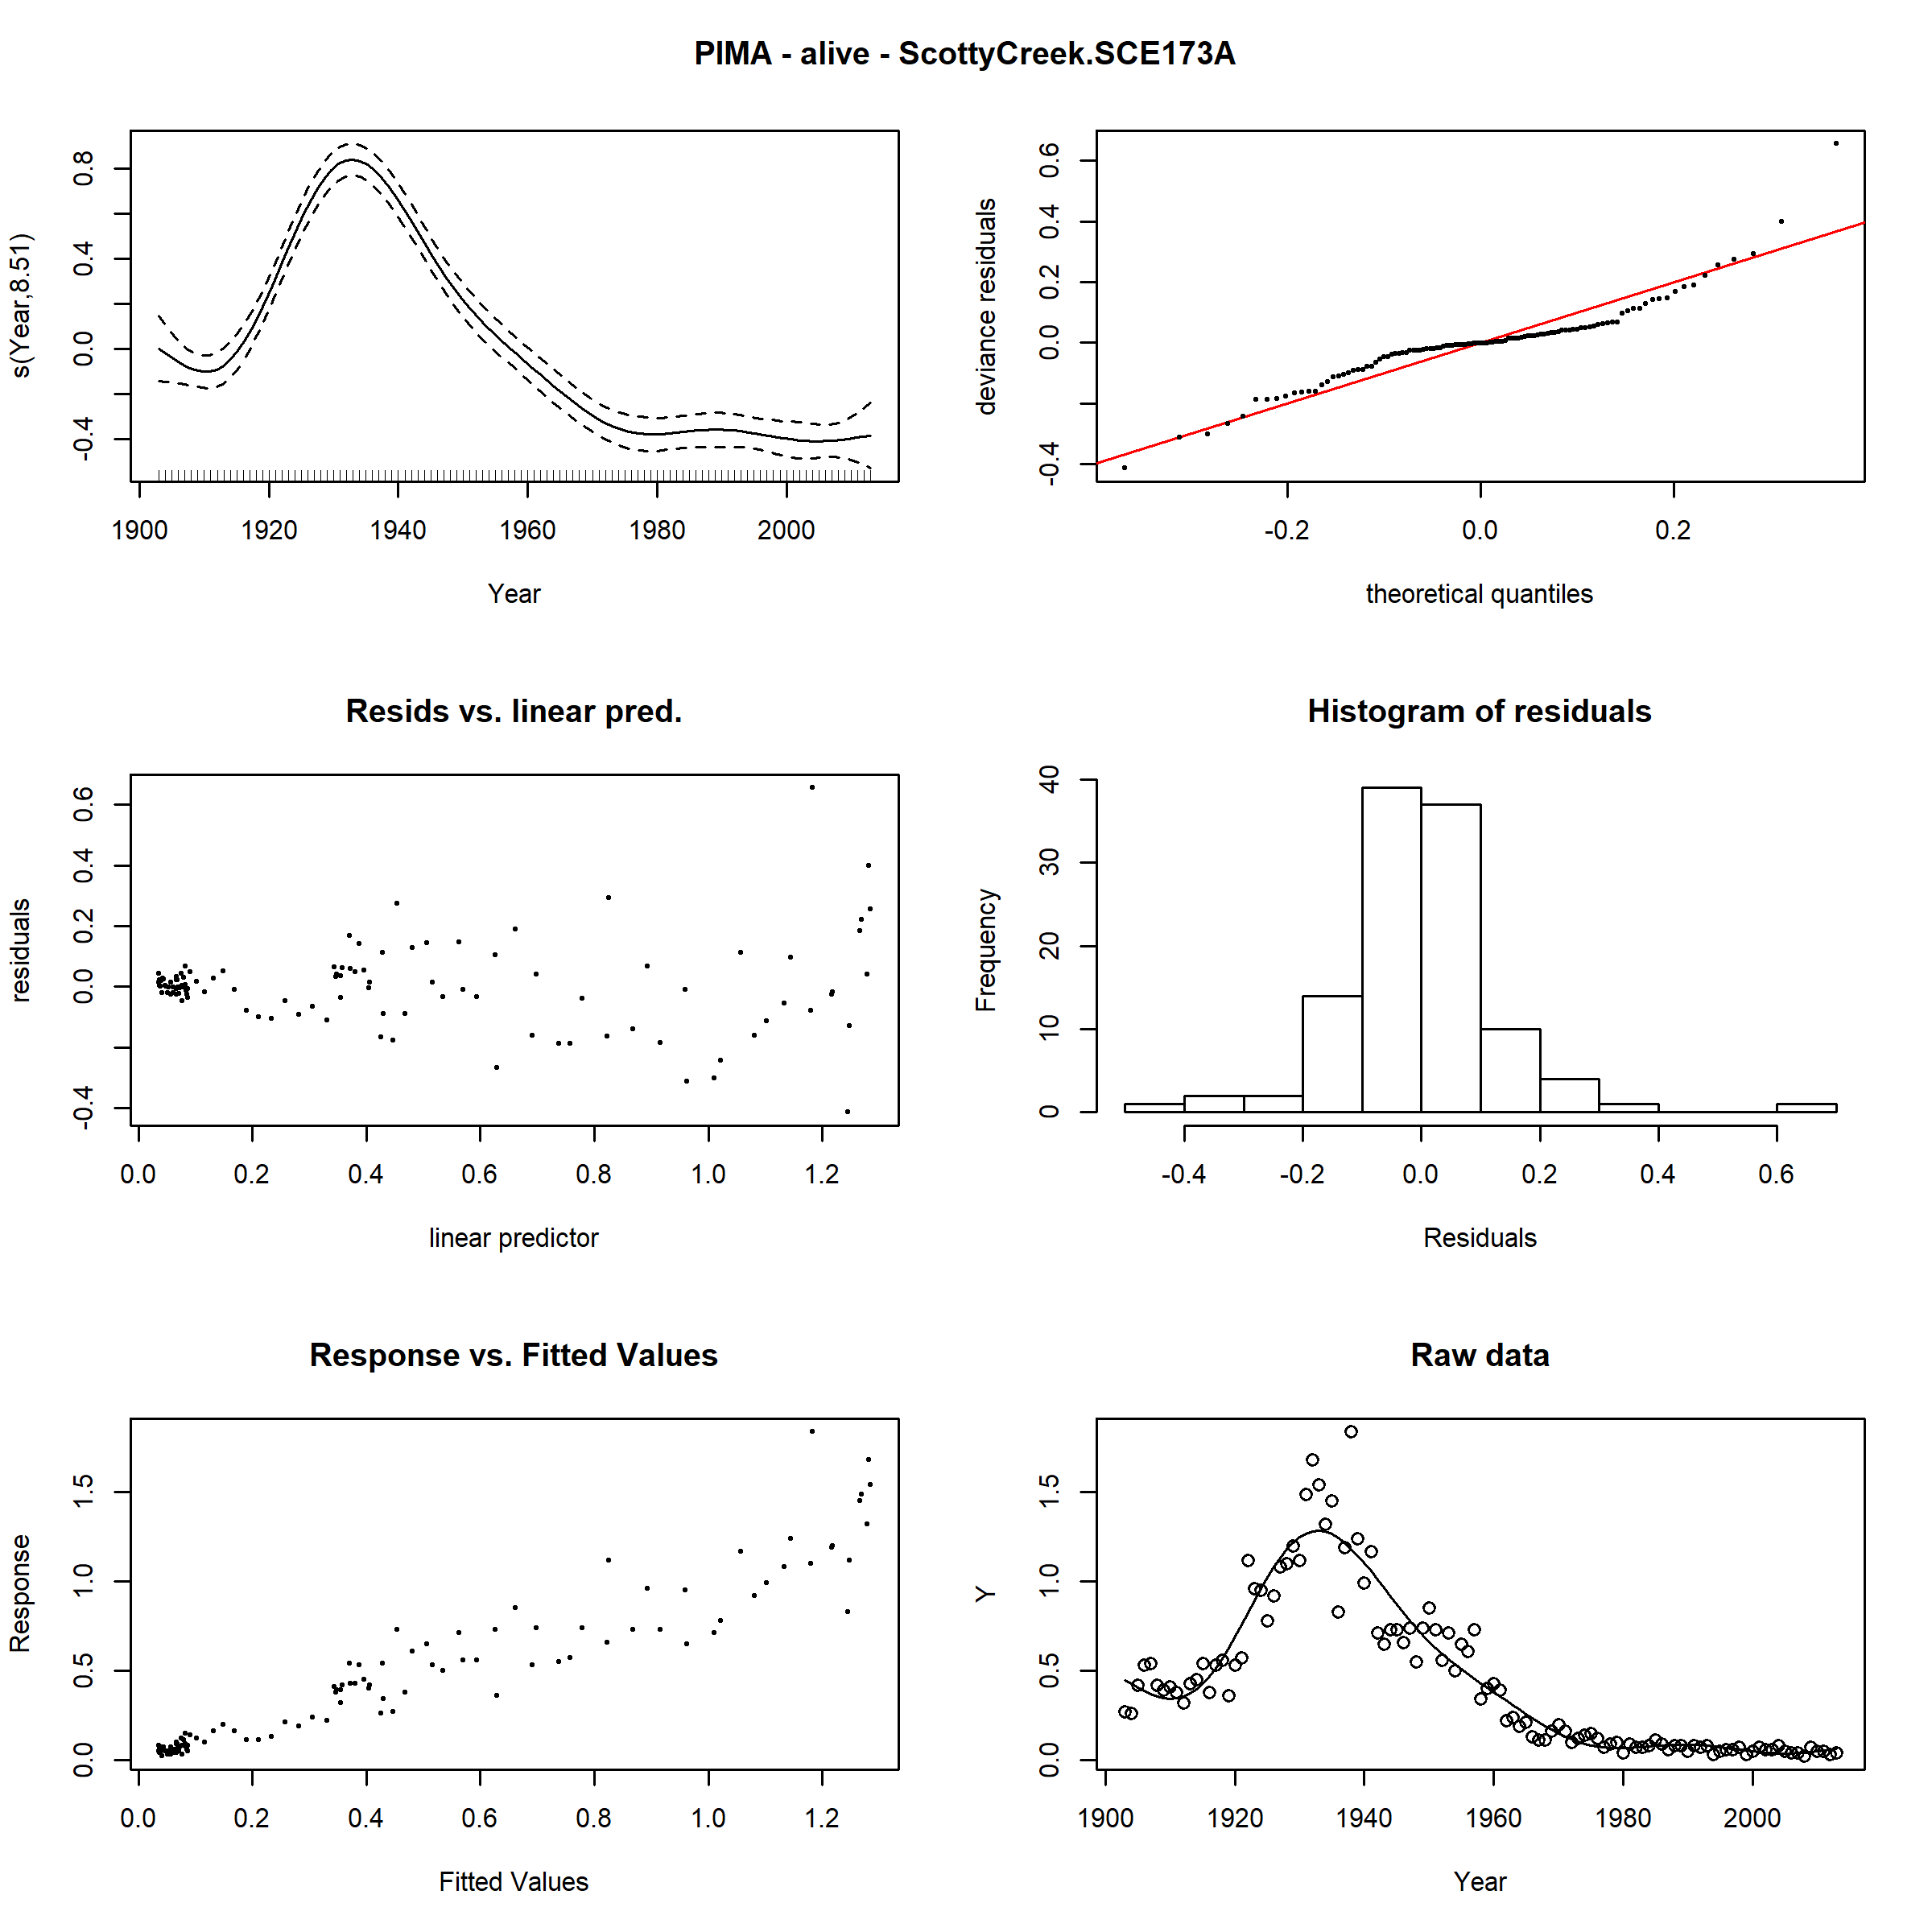 PIMA - alive - ScottyCreek.SCE173A
s(Year,8.51)
-0.4 0.0 0.4 0.8
1900 1920 1940 1960 1980 2000
Year
deviance residuals
-0.4 0.0 0.2 0.4 0.6
-0.2 0.0 0.2
theoretical quantiles
Resids vs. linear pred.
residuals
-0.4 0.0 0.2 0.4 0.6
0.0 0.2 0.4 0.6 0.8 1.0 1.2
linear predictor
Histogram of residuals
Frequency
0 10 20 30 40
-0.4 -0.2 0.0 0.2 0.4 0.6
Residuals
Response vs. Fitted Values
Response
0.0 0.5 1.0 1.5
0.0 0.2 0.4 0.6 0.8 1.0 1.2
Fitted Values
Raw data
Y
0.0 0.5 1.0 1.5
1900 1920 1940 1960 1980 2000
Year